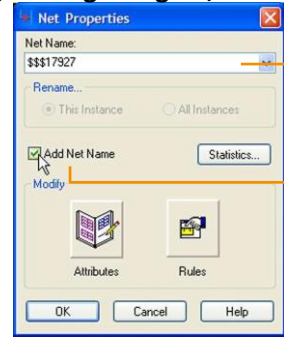 Net Properties
Net Name:
$$$17927
Rename...
This Instance All Instances
Add Net Name Statistics...
Modify
Attributes Rules
OK Cancel Help